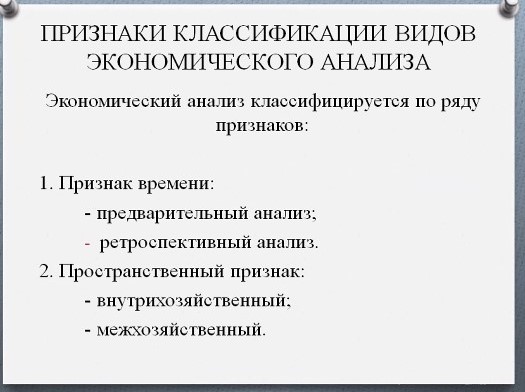 ПРИЗНАКИ КЛАССИФИКАЦИИ ВИДОВ
ЭКОНОМИЧЕСКОГО АНАЛИЗА
Экономический анализ классифицируется по ряду
признаков:
1. Признак времени:
- предварительный анализ;
- ретроспективный анализ.
2. Пространственный признак:
- внутрихозяйственный;
- межхозяйственный.